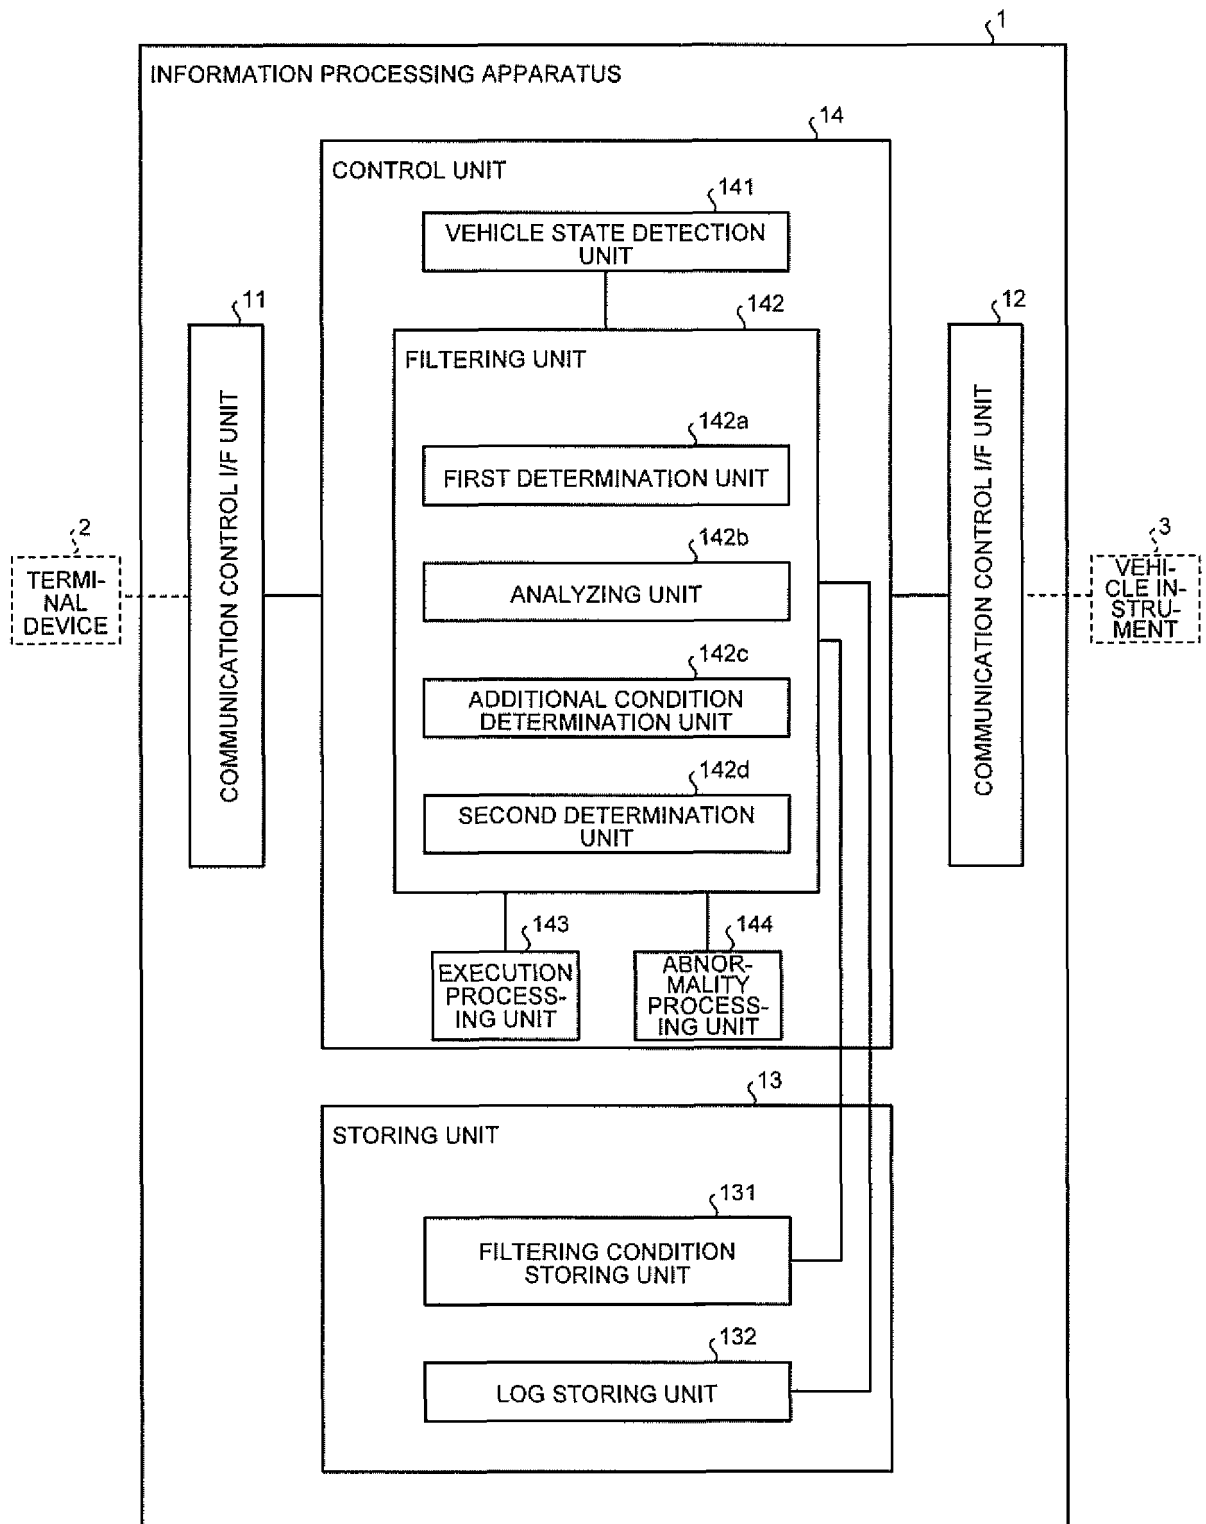 1
INFORMATION PROCESSING APPARATUS
14
CONTROL UNIT
141
VEHICLE STATE DETECTION
UNIT
11
COMMUNICATION CONTROL I/F UNIT
142
FILTERING UNIT
12
COMMUNICATION CONTROL I/F UNIT
142a
FIRST DETERMINATION UNIT
142b
ANALYZING UNIT
2
TERMI-
NAL
DEVICE
3
VEHI-
CLE IN-
STRU-
MENT
142c
ADDITIONAL CONDITION
DETERMINATION UNIT
142d
SECOND DETERMINATION
UNIT
143
EXECUTION
PROCESS-
ING UNIT
144
ABNOR-
MALITY
PROCESS-
ING UNIT
13
STORING UNIT
131
FILTERING CONDITION
STORING UNIT
132
LOG STORING UNIT